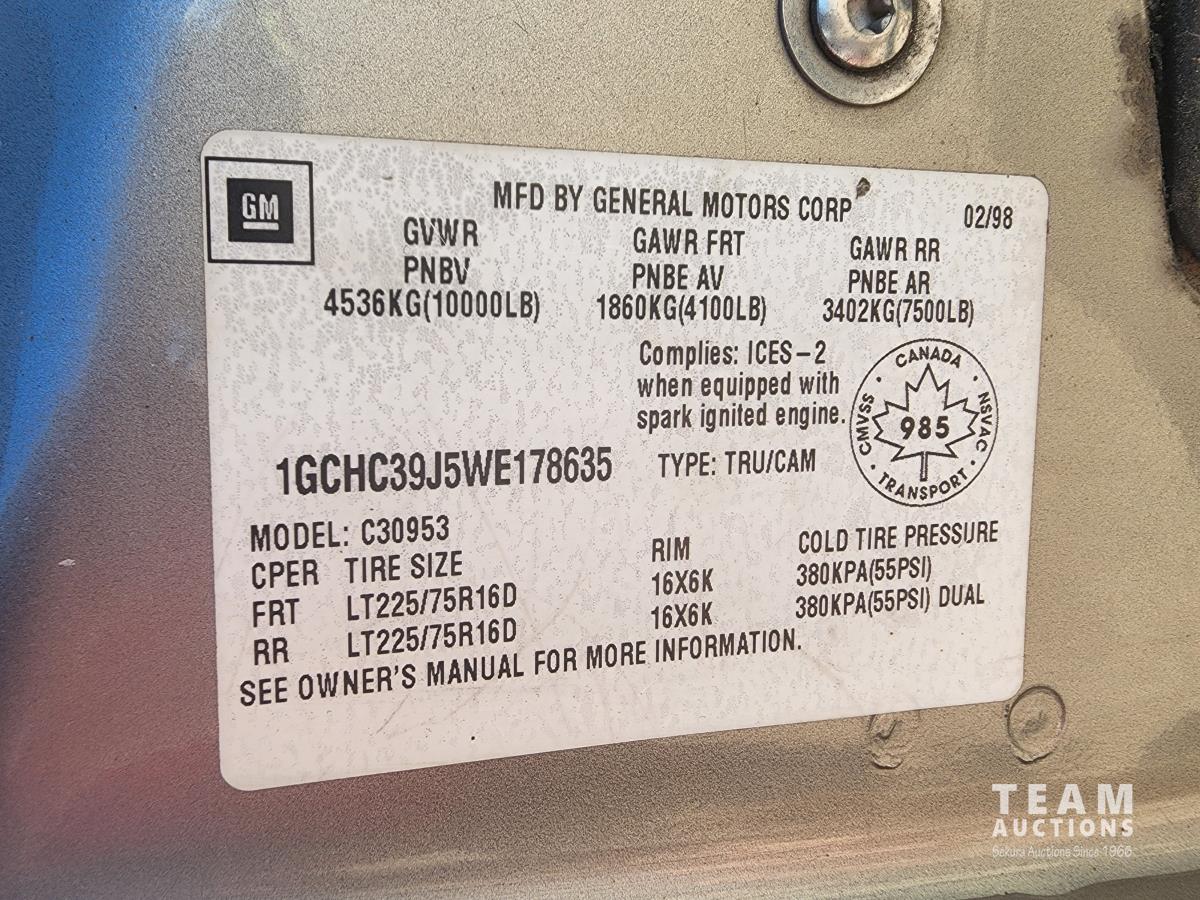 GM
MFD BY GENERAL MOTORS CORP
02/98
GVWR GAWR FRT GAWR RR
PNBV PNBE AV PNBE AR
4536KG(10000LB) 1860KG(4100LB) 3402KG(7500LB)
Complies: ICES-2
when equipped with
spark ignited engine.
CANADA
CMVSS 985 NSVAC
TRANSPORT
1GCHC39J5WE178635 TYPE: TRU/CAM
MODEL: C30953
CPER TIRE SIZE RIM COLD TIRE PRESSURE
FRT LT225/75R16D 16X6K 380KPA(55PSI)
RR LT225/75R16D 16X6K 380KPA(55PSI) DUAL
SEE OWNER'S MANUAL FOR MORE INFORMATION.
TEAM
AUCTIONS
Sekura Auctions Since 1966